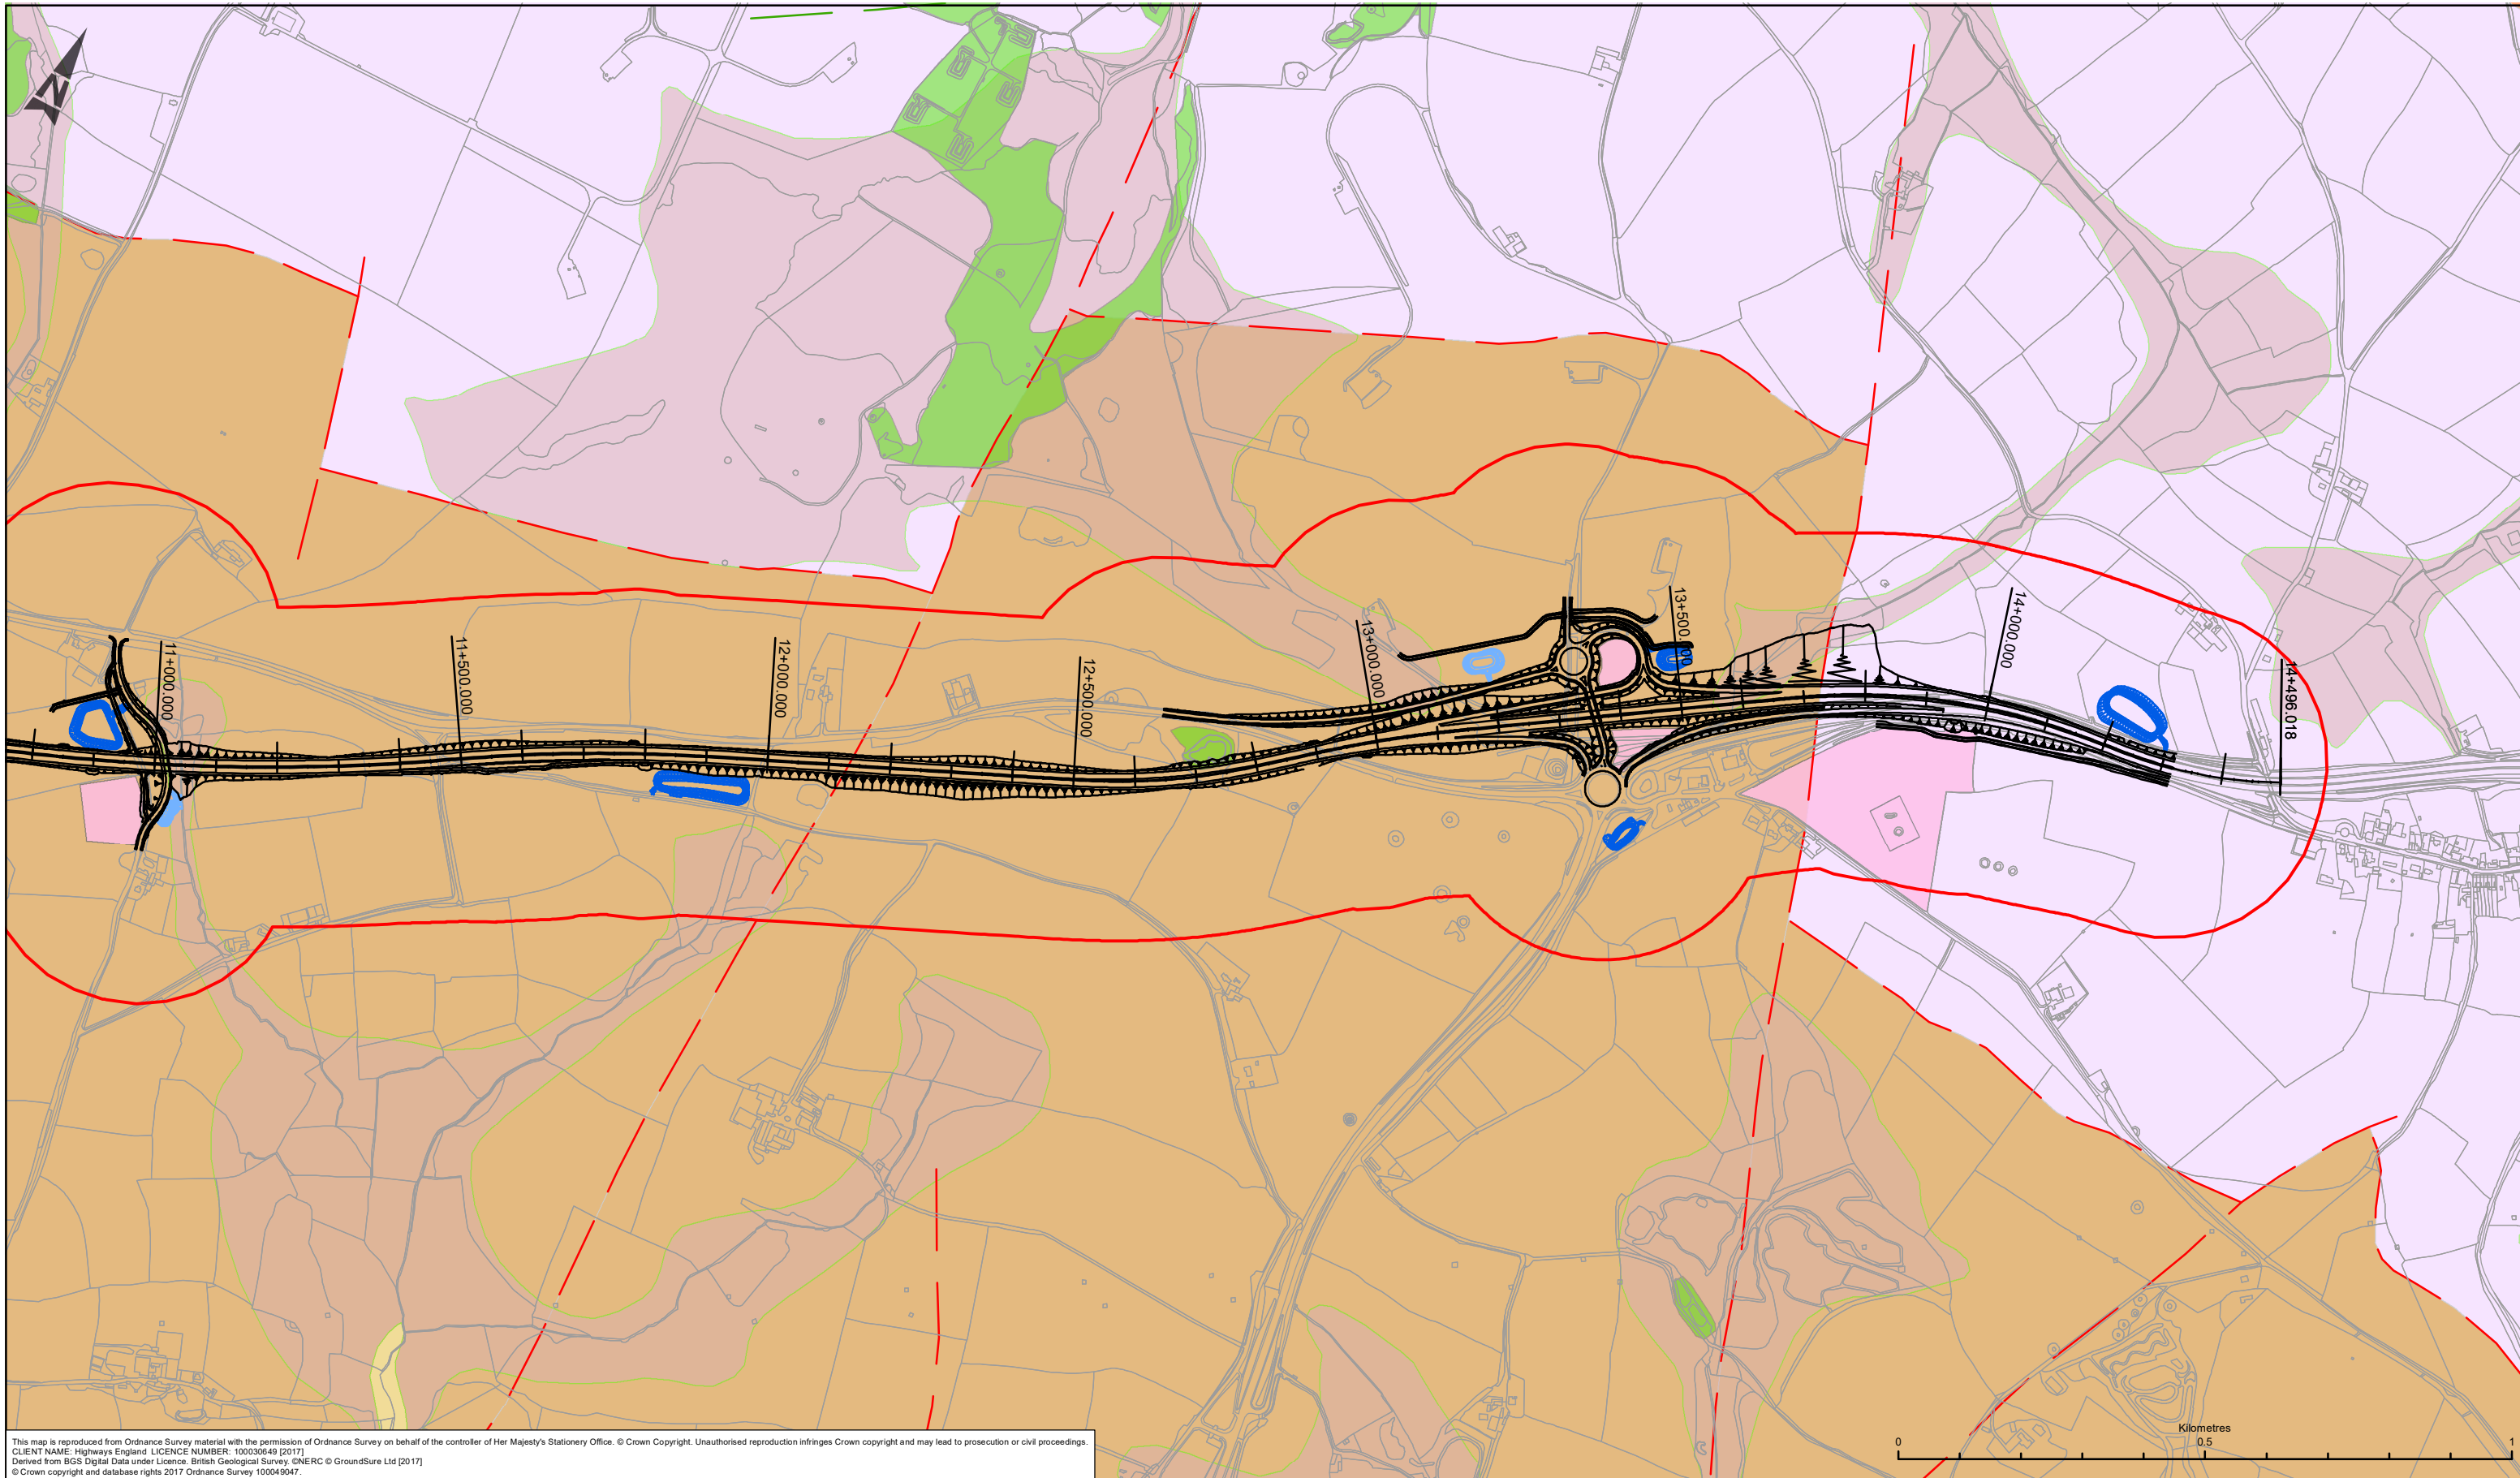 N
11+000.000
11+500.000
12+000.000
12+500.000
13+000.000
13+500.000
14+000.000
14+496.018
Kilometres
0 0.5 1
This map is reproduced from Ordnance Survey material with the permission of Ordnance Survey on behalf of the controller of Her Majesty's Stationery Office. © Crown Copyright. Unauthorised reproduction infringes Crown copyright and may lead to prosecution or civil proceedings.
CLIENT NAME: Highways England LICENCE NUMBER: 100030649 [2017]
Derived from BGS Digital Data under Licence. British Geological Survey. ©NERC © GroundSure Ltd [2017]
© Crown copyright and database rights 2017 Ordnance Survey 100049047.